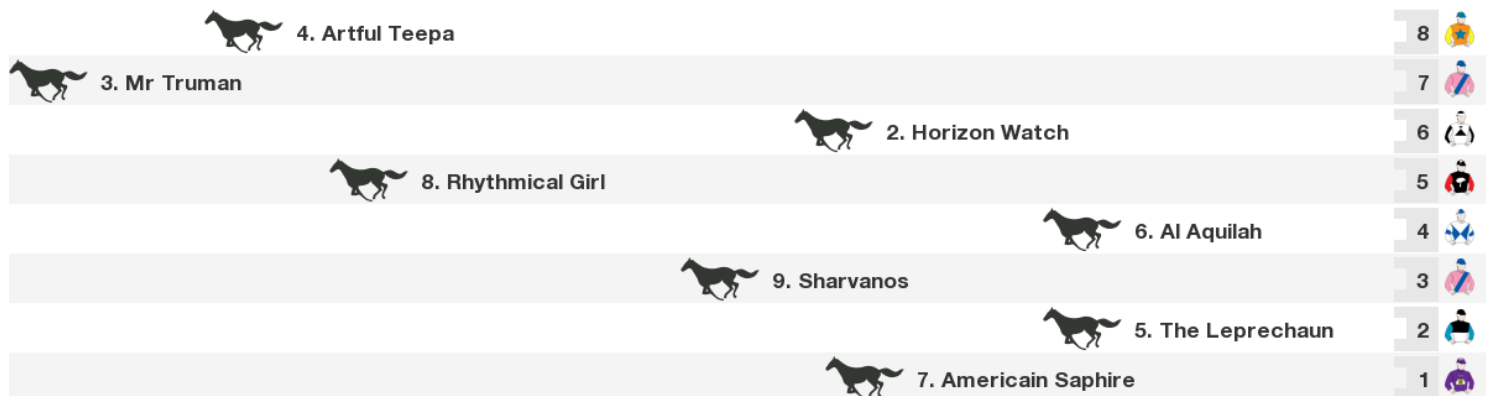 4. Artful Teepa 8
3. Mr Truman 7
2. Horizon Watch 6
8. Rhythmical Girl 5
6. Al Aquilah 4
9. Sharvanos 3
5. The Leprechaun 2
7. Americain Saphire 1